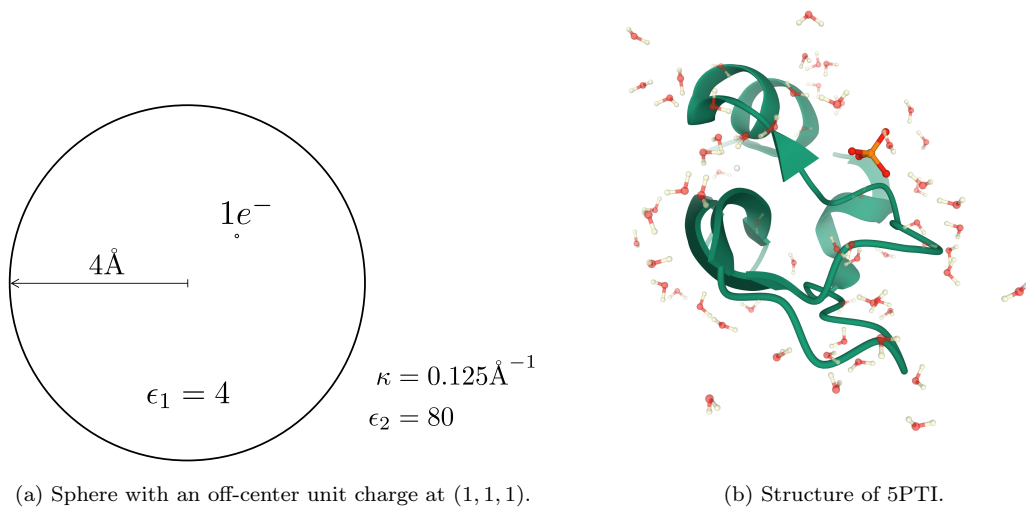 1e⁻
4Å
ϵ₁ = 4
κ = 0.125Å⁻¹
ϵ₂ = 80
(a) Sphere with an off-center unit charge at (1, 1, 1).
(b) Structure of 5PTI.